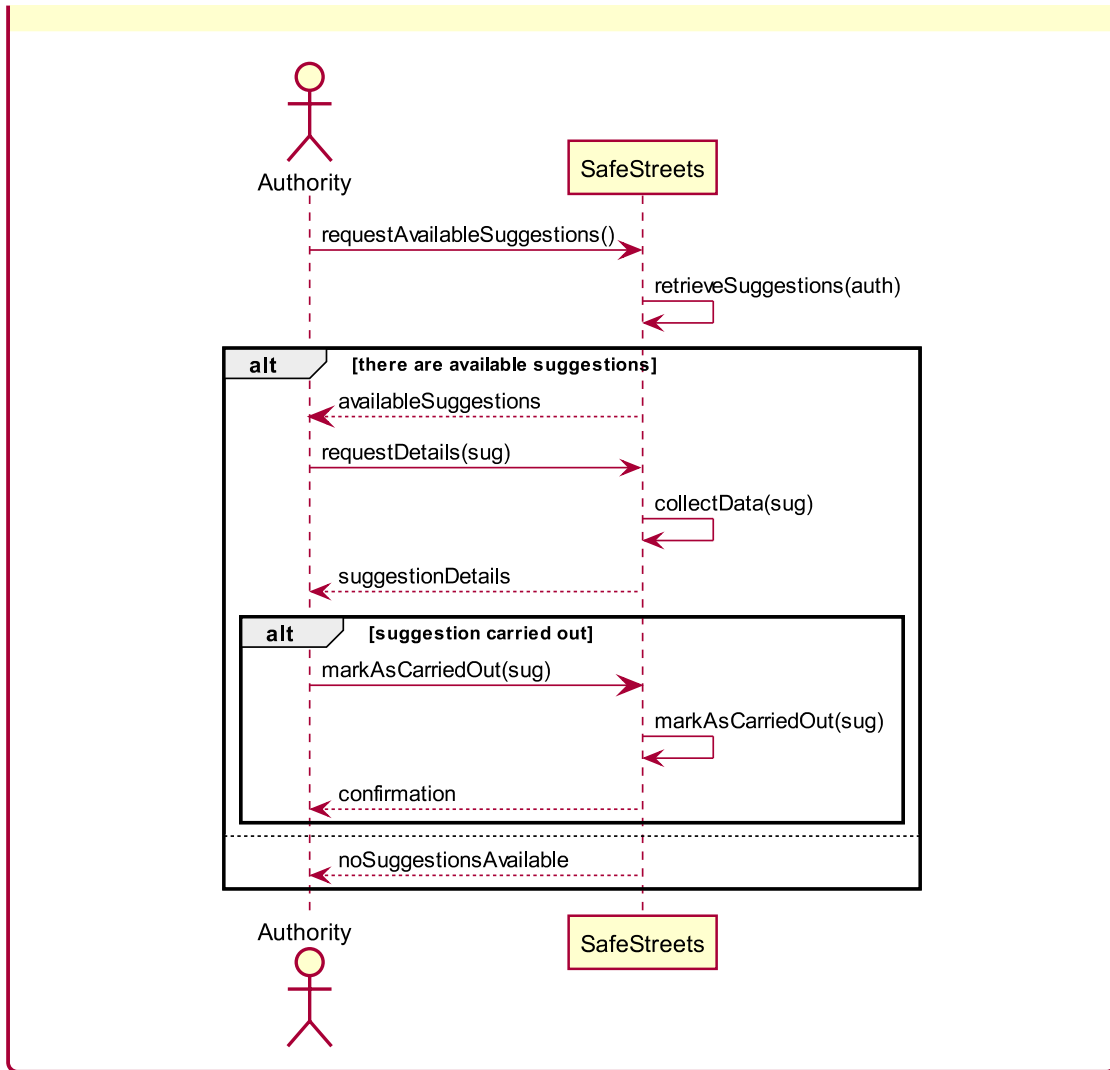 Authority
SafeStreets
requestAvailableSuggestions()
retrieveSuggestions(auth)
alt [there are available suggestions]
availableSuggestions
requestDetails(sug)
collectData(sug)
suggestionDetails
alt [suggestion carried out]
markAsCarriedOut(sug)
markAsCarriedOut(sug)
confirmation
noSuggestionsAvailable
Authority
SafeStreets